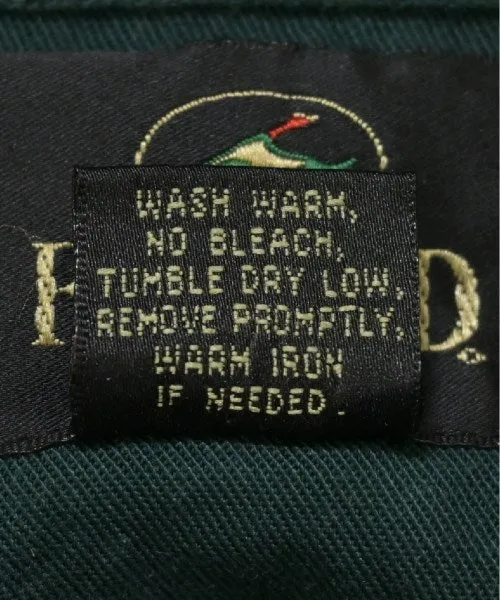 WASH WARM,
NO BLEACH,
TUMBLE DRY LOW,
REMOVE PROMPTLY,
WARM IRON
IF NEEDED.